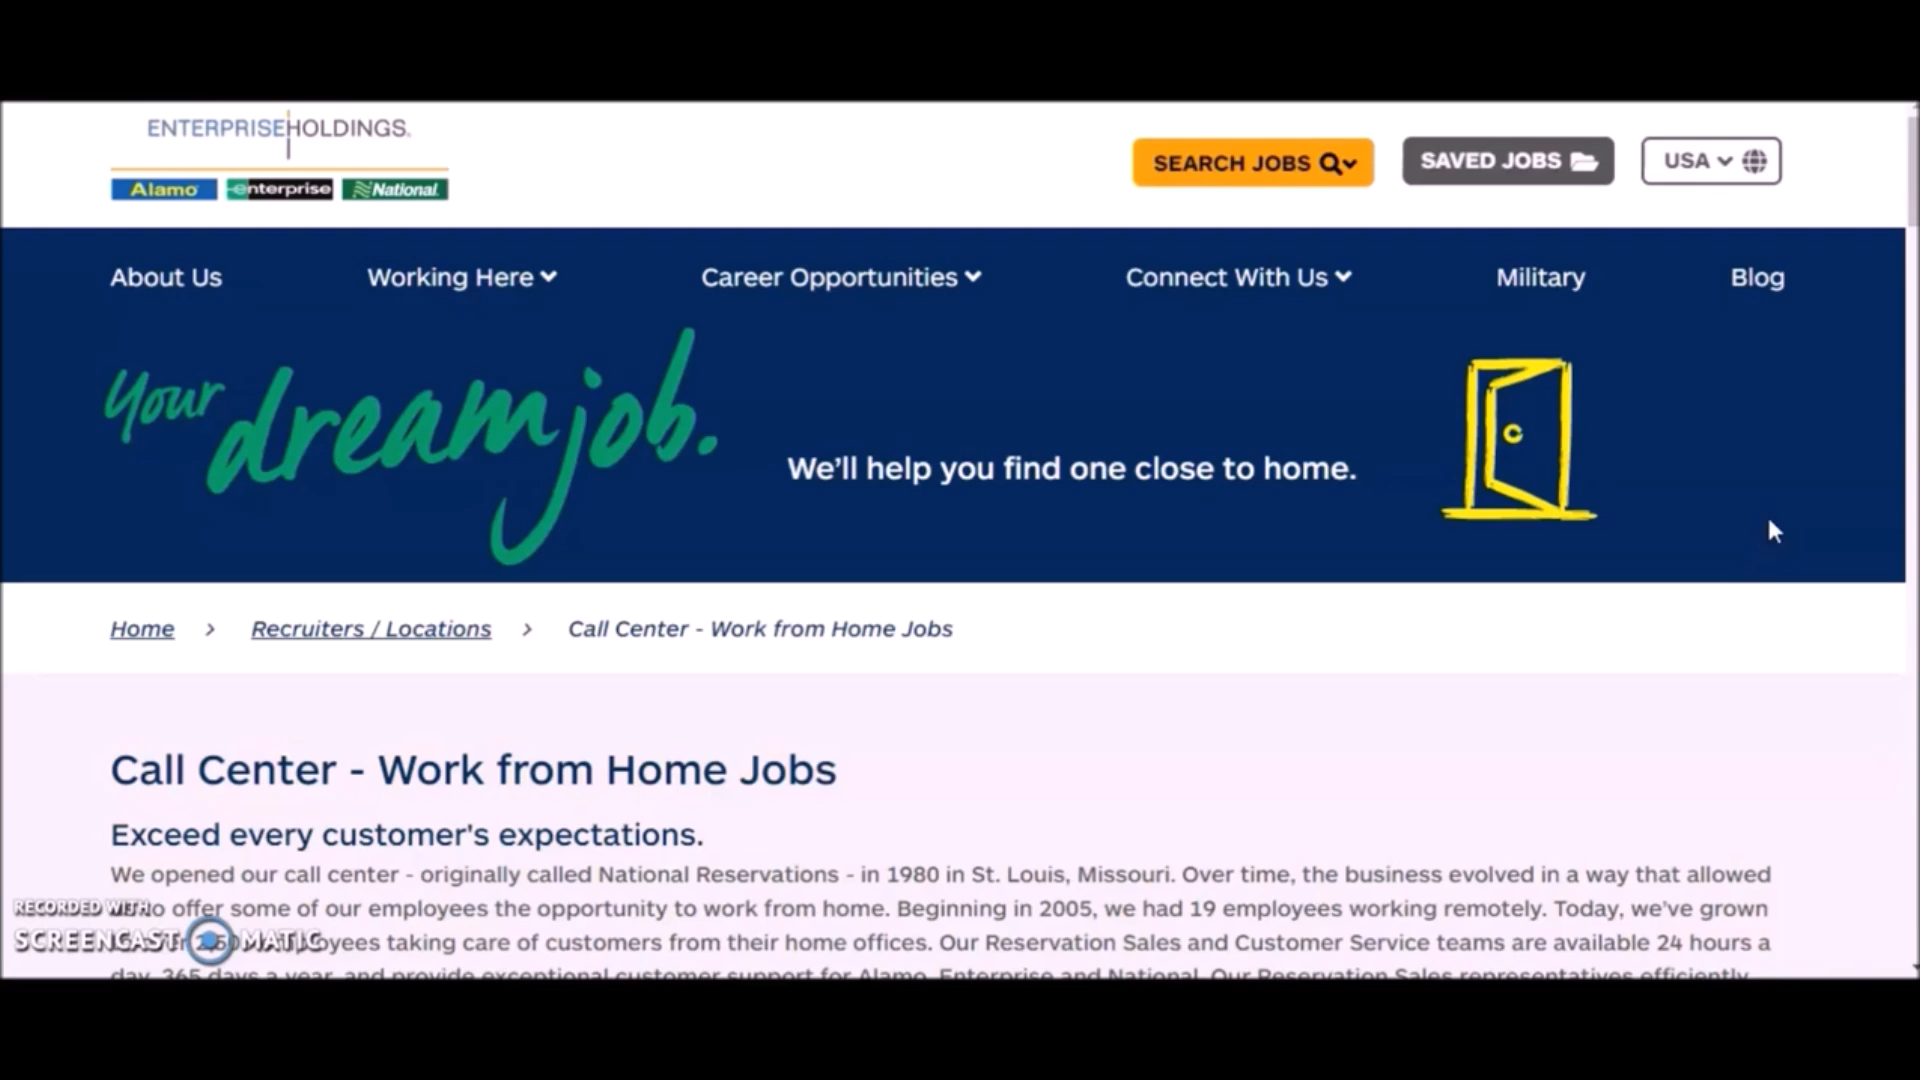 ENTERPRISE HOLDINGS.
Alamo enterprise National
SEARCH JOBS
SAVED JOBS
USA
About Us
Working Here
Career Opportunities
Connect With Us
Military
Blog
Your dream job.
We'll help you find one close to home.
Home > Recruiters / Locations > Call Center - Work from Home Jobs
Call Center - Work from Home Jobs
Exceed every customer's expectations.
We opened our call center - originally called National Reservations - in 1980 in St. Louis, Missouri. Over time, the business evolved in a way that allowed
offer some of our employees the opportunity to work from home. Beginning in 2005, we had 19 employees working remotely. Today, we've grown
taking care of customers from their home offices. Our Reservation Sales and Customer Service teams are available 24 hours a
day, 365 days a year, and provide exceptional customer support for Alamo, Enterprise and National. Our Reservation Sales representatives efficiently
RECORDED WITH
SCREENCAST MATIC